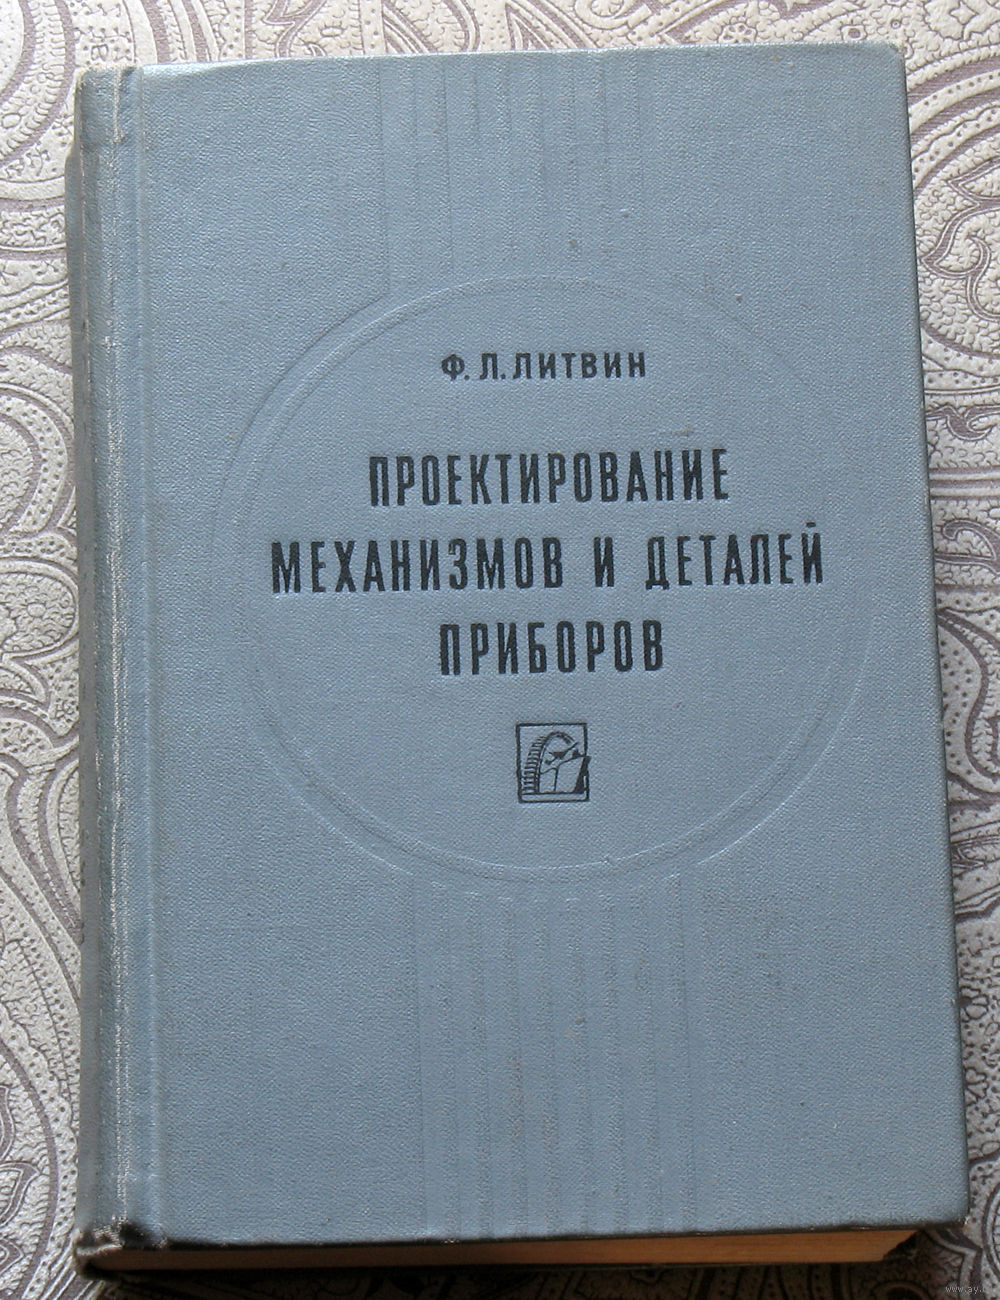 Ф. Л. ЛИТВИН
ПРОЕКТИРОВАНИЕ
МЕХАНИЗМОВ И ДЕТАЛЕЙ
ПРИБОРОВ